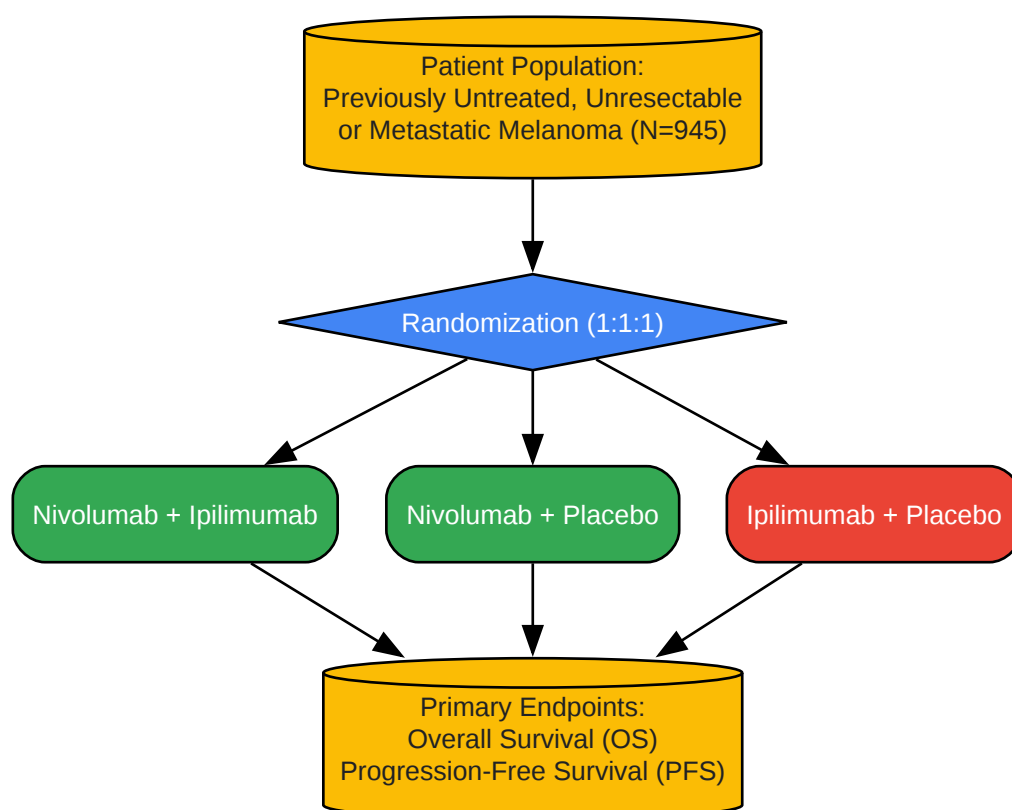 Patient Population:
Previously Untreated, Unresectable
or Metastatic Melanoma (N=945)
Randomization (1:1:1)
Nivolumab + Ipilimumab
Nivolumab + Placebo
Ipilimumab + Placebo
Primary Endpoints:
Overall Survival (OS)
Progression-Free Survival (PFS)